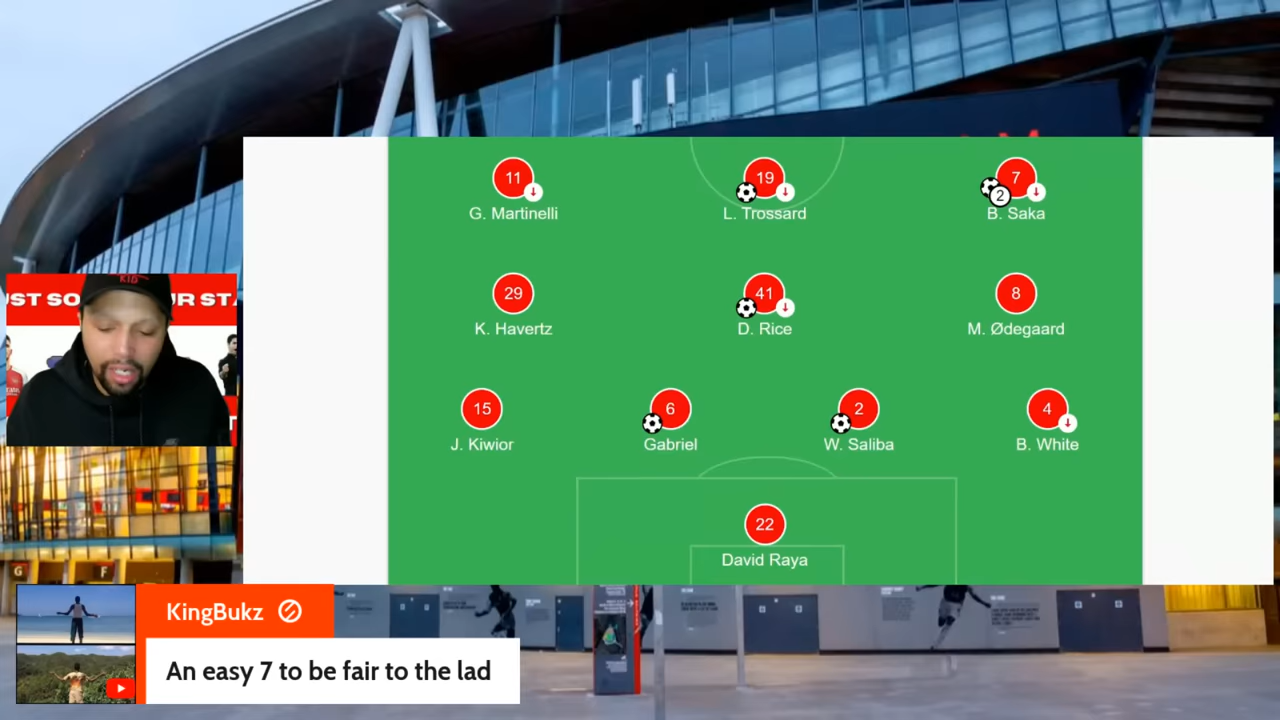 11
G. Martinelli
19
L. Trossard
2
7
B. Saka
29
K. Havertz
41
D. Rice
8
M. Ødegaard
15
J. Kiwior
6
Gabriel
2
W. Saliba
4
B. White
22
David Raya
KingBukz
An easy 7 to be fair to the lad
G
F